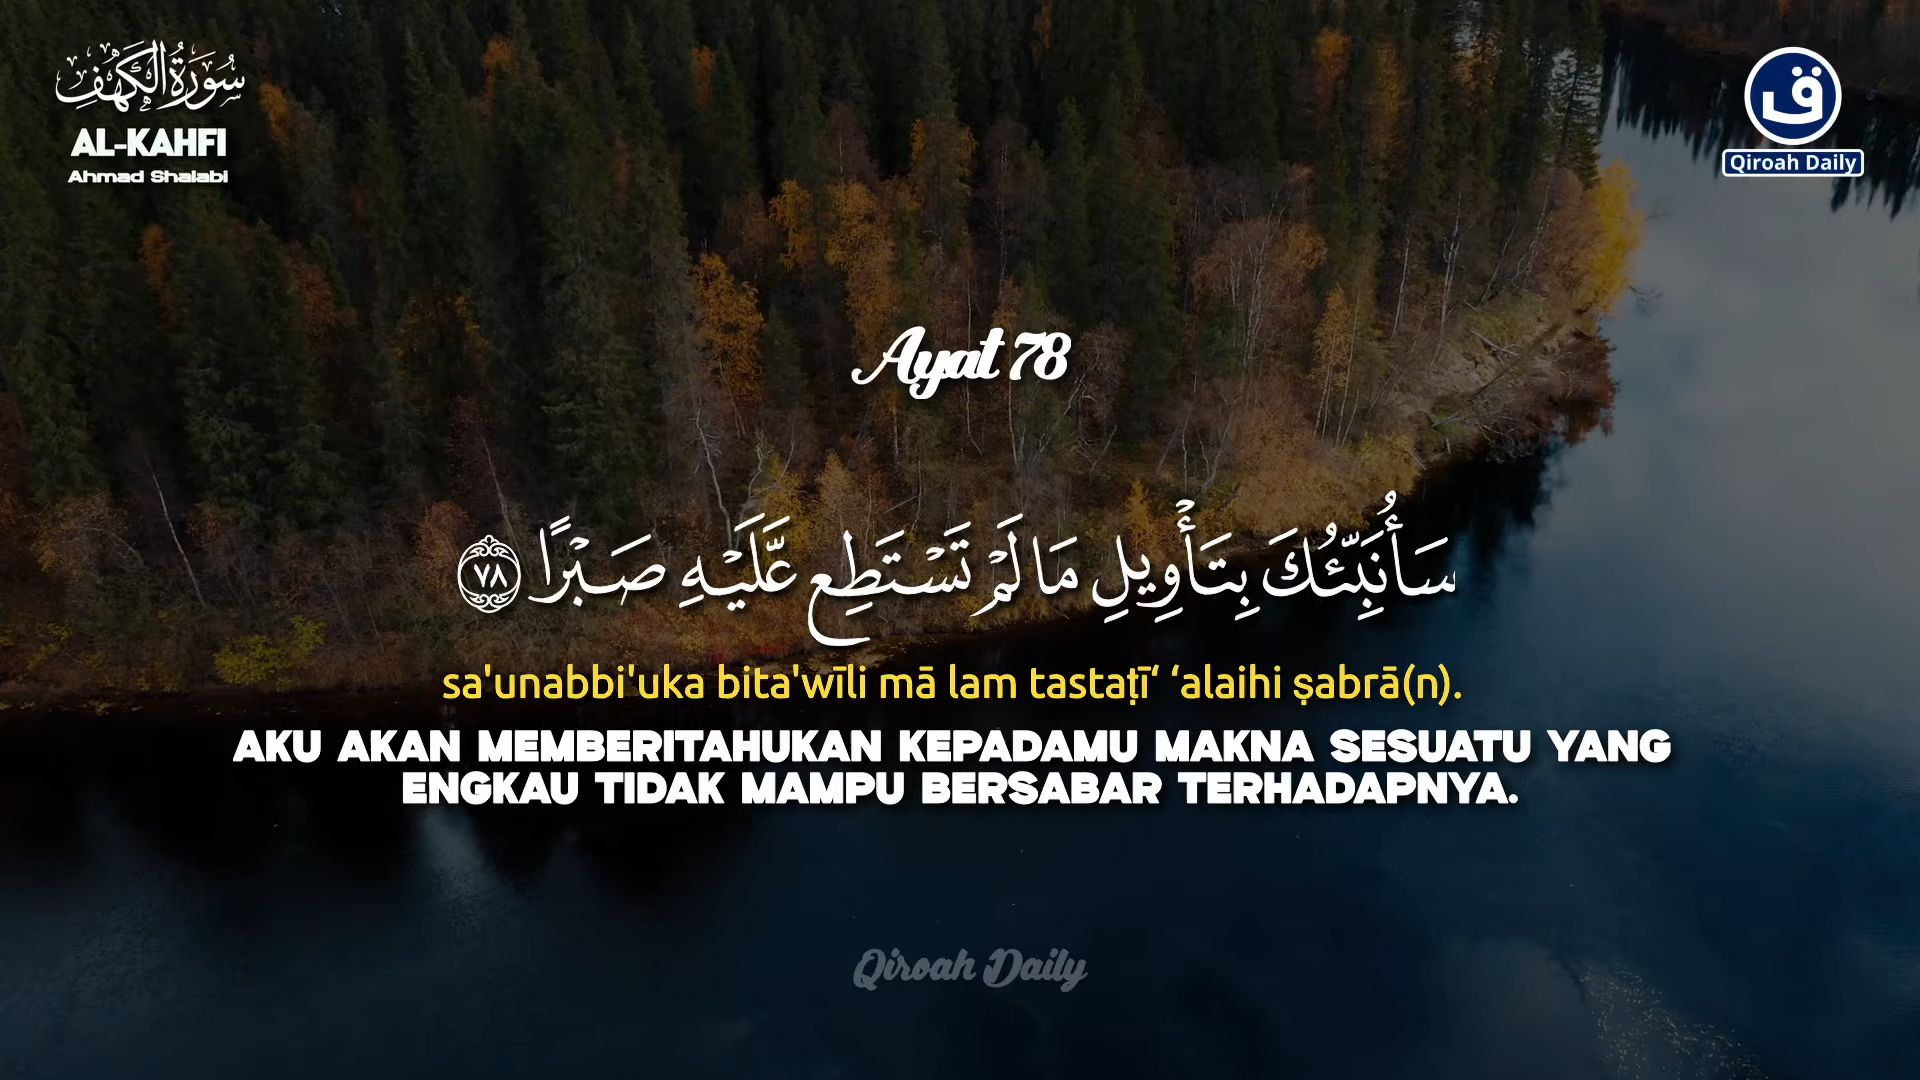 سُورَةُ الكَهْفِ
AL-KAHFI
Ahmad Shalabi
ق
Qiroah Daily
Ayat 78
سَأُنَبِّئُكَ بِتَأْوِيلِ مَا لَمْ تَسْتَطِع عَّلَيْهِ صَبْرًا ٧٨
sa'unabbi'uka bita'wīli mā lam tastaṭī‘ ‘alaihi ṣabrā(n).
AKU AKAN MEMBERITAHUKAN KEPADAMU MAKNA SESUATU YANG
ENGKAU TIDAK MAMPU BERSABAR TERHADAPNYA.
Qiroah Daily